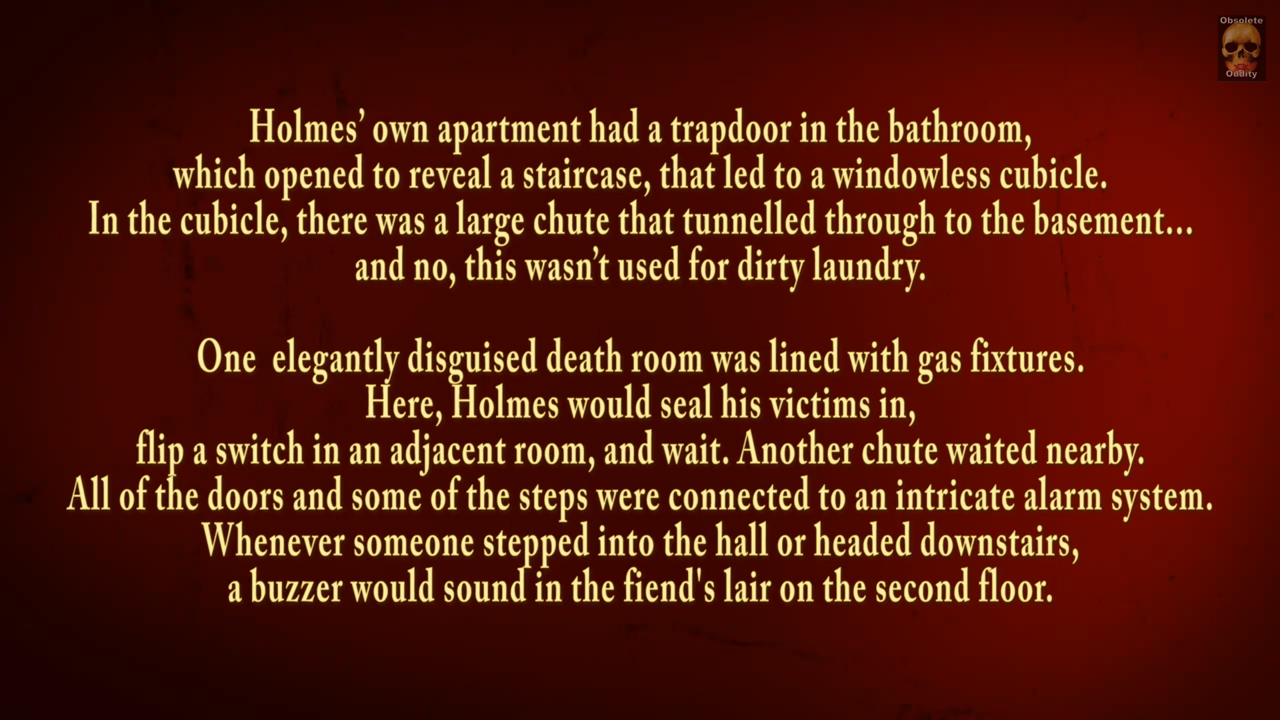 Obsolete
Oddity
Holmes’ own apartment had a trapdoor in the bathroom,
which opened to reveal a staircase, that led to a windowless cubicle.
In the cubicle, there was a large chute that tunnelled through to the basement...
and no, this wasn’t used for dirty laundry.
One  elegantly disguised death room was lined with gas fixtures.
Here, Holmes would seal his victims in,
flip a switch in an adjacent room, and wait. Another chute waited nearby.
All of the doors and some of the steps were connected to an intricate alarm system.
Whenever someone stepped into the hall or headed downstairs,
a buzzer would sound in the fiend's lair on the second floor.